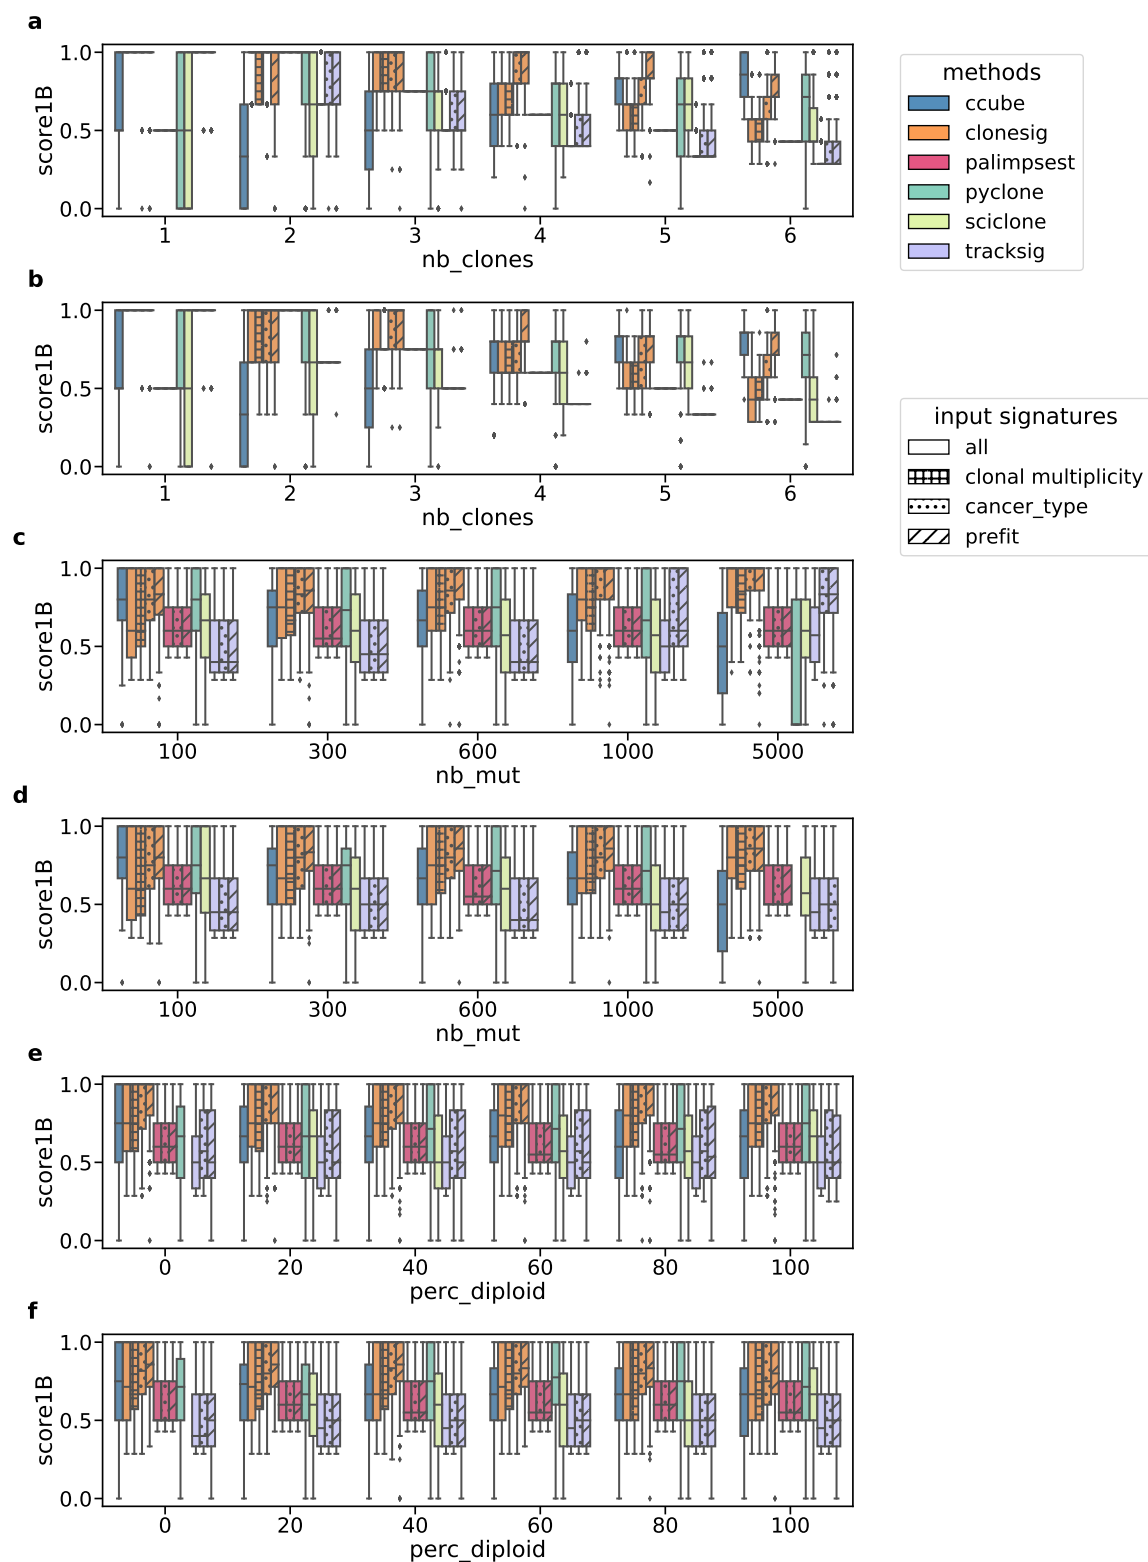 a
score1B
1.0
0.5
0.0
1 2 3 4 5 6
nb_clones
methods
ccube
clonesig
palimpsest
pyclone
sciclone
tracksig
b
score1B
1.0
0.5
0.0
1 2 3 4 5 6
nb_clones
input signatures
all
clonal multiplicity
cancer_type
prefit
c
score1B
1.0
0.5
0.0
100 300 600 1000 5000
nb_mut
d
score1B
1.0
0.5
0.0
100 300 600 1000 5000
nb_mut
e
score1B
1.0
0.5
0.0
0 20 40 60 80 100
perc_diploid
f
score1B
1.0
0.5
0.0
0 20 40 60 80 100
perc_diploid